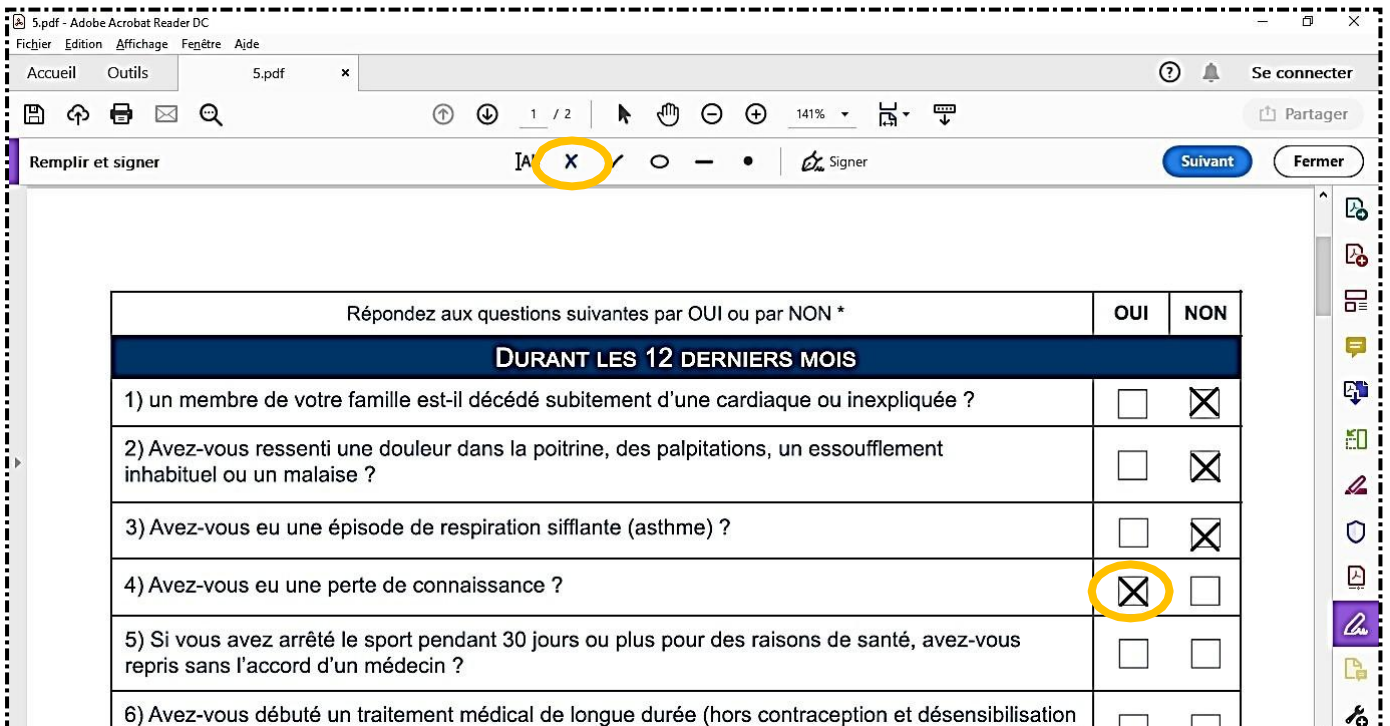 5.pdf - Adobe Acrobat Reader DC
Fichier Edition Affichage Fenêtre Aide
Accueil Outils 5.pdf × Se connecter
1 / 2 141% Partager
Remplir et signer Signer Suivant Fermer
Répondez aux questions suivantes par OUI ou par NON * OUI NON
DURANT LES 12 DERNIERS MOIS
1) un membre de votre famille est-il décédé subitement d'une cardiaque ou inexpliquée ?
2) Avez-vous ressenti une douleur dans la poitrine, des palpitations, un essoufflement
inhabituel ou un malaise ?
3) Avez-vous eu une épisode de respiration sifflante (asthme) ?
4) Avez-vous eu une perte de connaissance ?
5) Si vous avez arrêté le sport pendant 30 jours ou plus pour des raisons de santé, avez-vous
repris sans l'accord d'un médecin ?
6) Avez-vous débuté un traitement médical de longue durée (hors contraception et désensibilisation